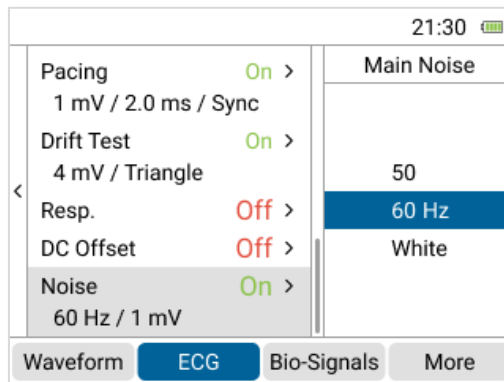 21:30
Pacing On >
1 mV / 2.0 ms / Sync
Drift Test On >
4 mV / Triangle
Resp. Off >
DC Offset Off >
Noise On >
60 Hz / 1 mV
<
Main Noise
50
60 Hz
White
Waveform ECG Bio-Signals More